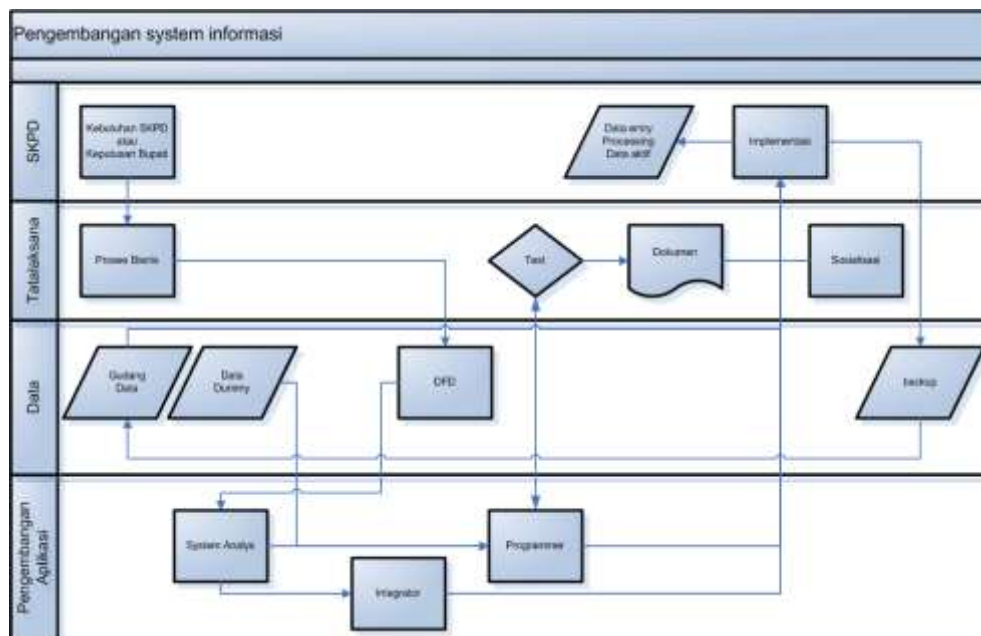 Pengembangan system informasi
SKPD
Kebutuhan SKPD
atau
Keputusan Bupati
Data entry
Processing
Data aktif
Implementasi
Tatalaksana
Proses Bisnis
Test
Dokumen
Sosialisasi
Data
Gudang
Data
Data
Dummy
DFD
backup
Pengembangan
Aplikasi
System Analys
Programmer
Integrator